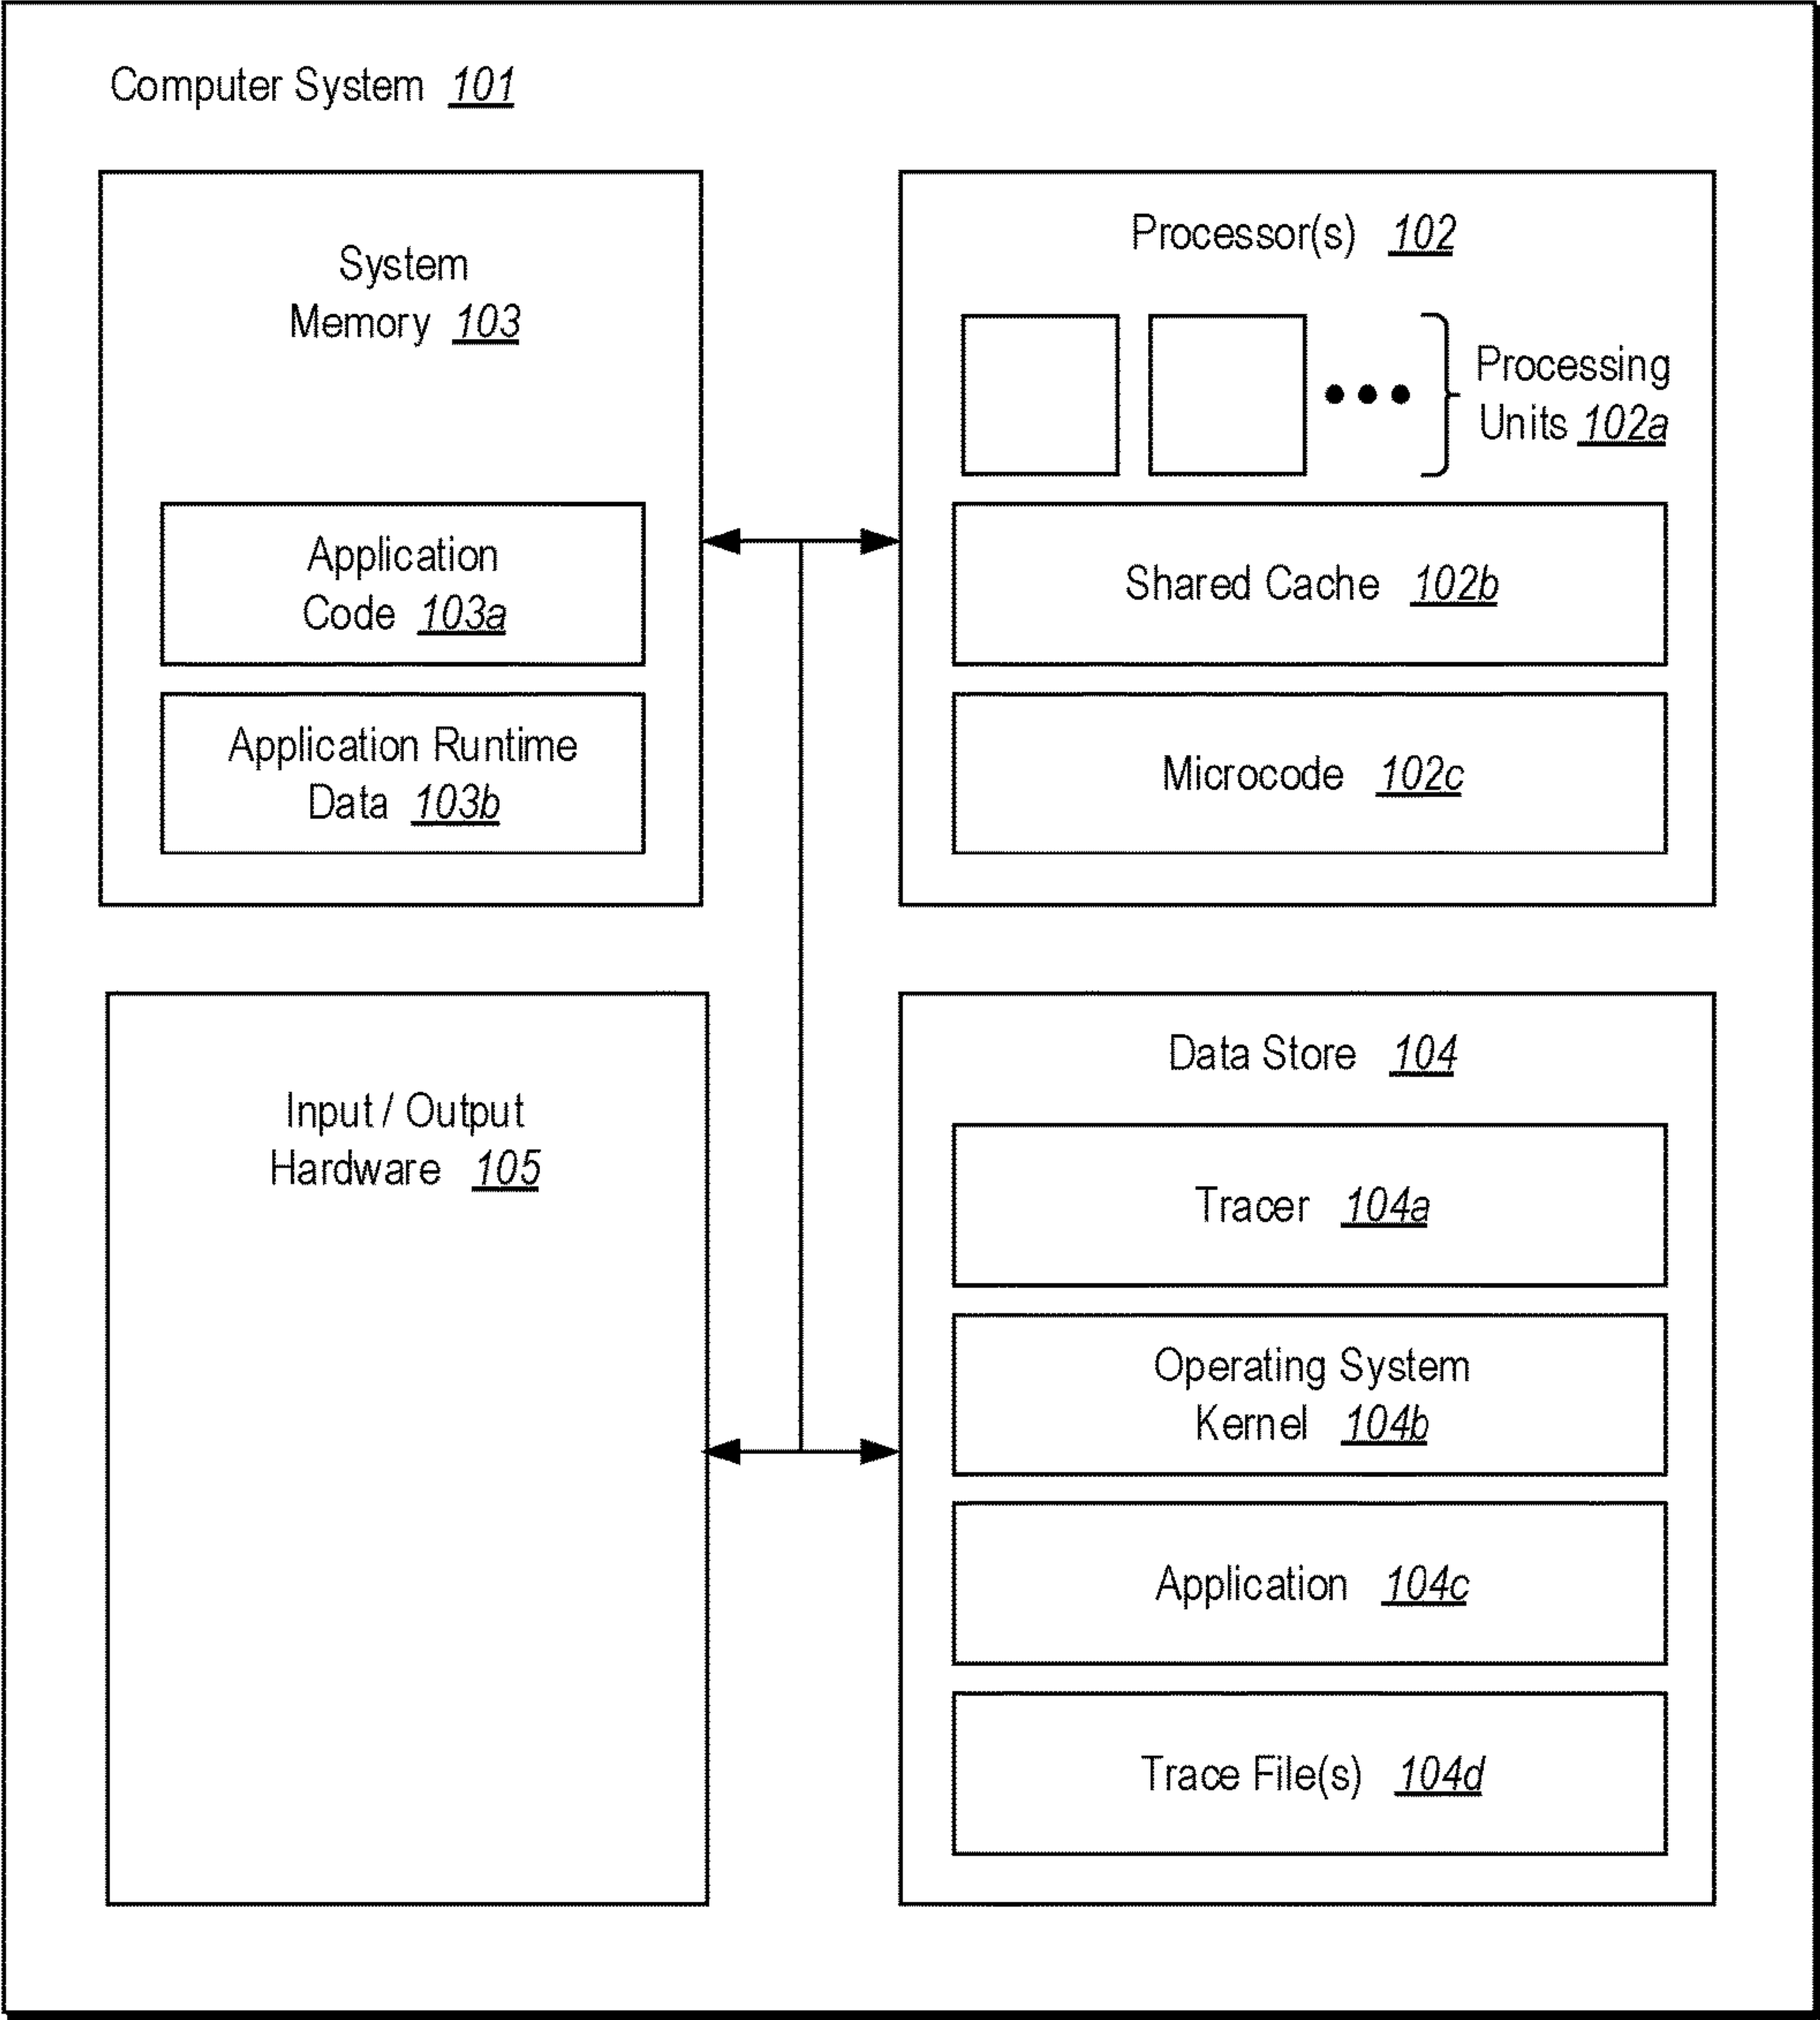 Computer System 101
System
Memory 103
Application
Code 103a
Application Runtime
Data 103b
Processor(s) 102
Processing
Units 102a
Shared Cache 102b
Microcode 102c
Input / Output
Hardware 105
Data Store 104
Tracer 104a
Operating System
Kernel 104b
Application 104c
Trace File(s) 104d